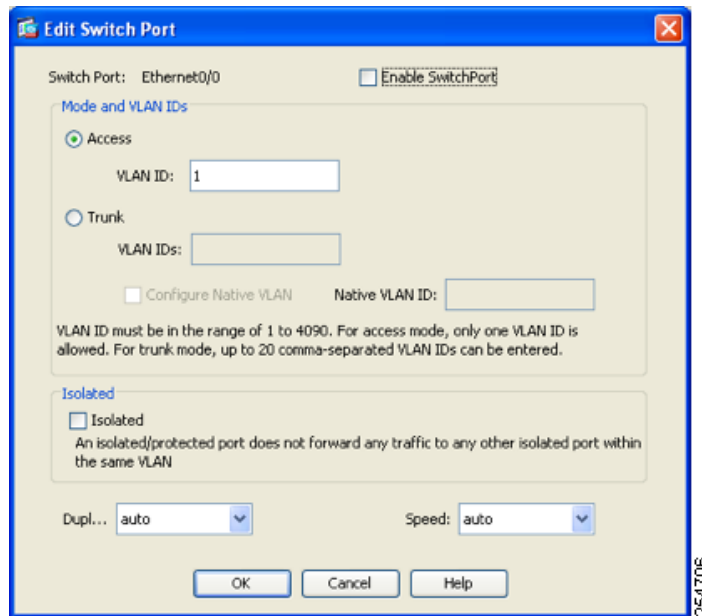 Edit Switch Port
Switch Port: Ethernet0/0 Enable SwitchPort
Mode and VLAN IDs
Access
VLAN ID: 1
Trunk
VLAN IDs:
Configure Native VLAN Native VLAN ID:
VLAN ID must be in the range of 1 to 4090. For access mode, only one VLAN ID is
allowed. For trunk mode, up to 20 comma-separated VLAN IDs can be entered.
Isolated
Isolated
An isolated/protected port does not forward any traffic to any other isolated port within
the same VLAN
Dupl... auto Speed: auto
OK Cancel Help
254706